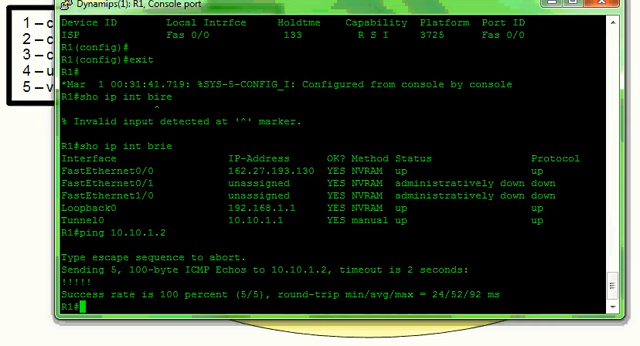 Dynamips(1): R1, Console port
1 – c
2 – c
3 – c
4 – u
5 – v
Device ID Local Intrfce Holdtme Capability Platform Port ID
ISP Fas 0/0 133 R S I 3725 Fas 0/0
R1(config)#
R1(config)#exit
R1#
*Mar 1 00:31:41.719: %SYS-5-CONFIG_I: Configured from console by console
R1#sho ip int bire
^
% Invalid input detected at '^' marker.
R1#sho ip int brie
Interface IP-Address OK? Method Status Protocol
FastEthernet0/0 162.27.193.130 YES NVRAM up up
FastEthernet0/1 unassigned YES NVRAM administratively down down
FastEthernet1/0 unassigned YES NVRAM administratively down down
Loopback0 192.168.1.1 YES NVRAM up up
Tunnel0 10.10.1.1 YES manual up up
R1#ping 10.10.1.2
Type escape sequence to abort.
Sending 5, 100-byte ICMP Echos to 10.10.1.2, timeout is 2 seconds:
!!!!!
Success rate is 100 percent (5/5), round-trip min/avg/max = 24/52/92 ms
R1#